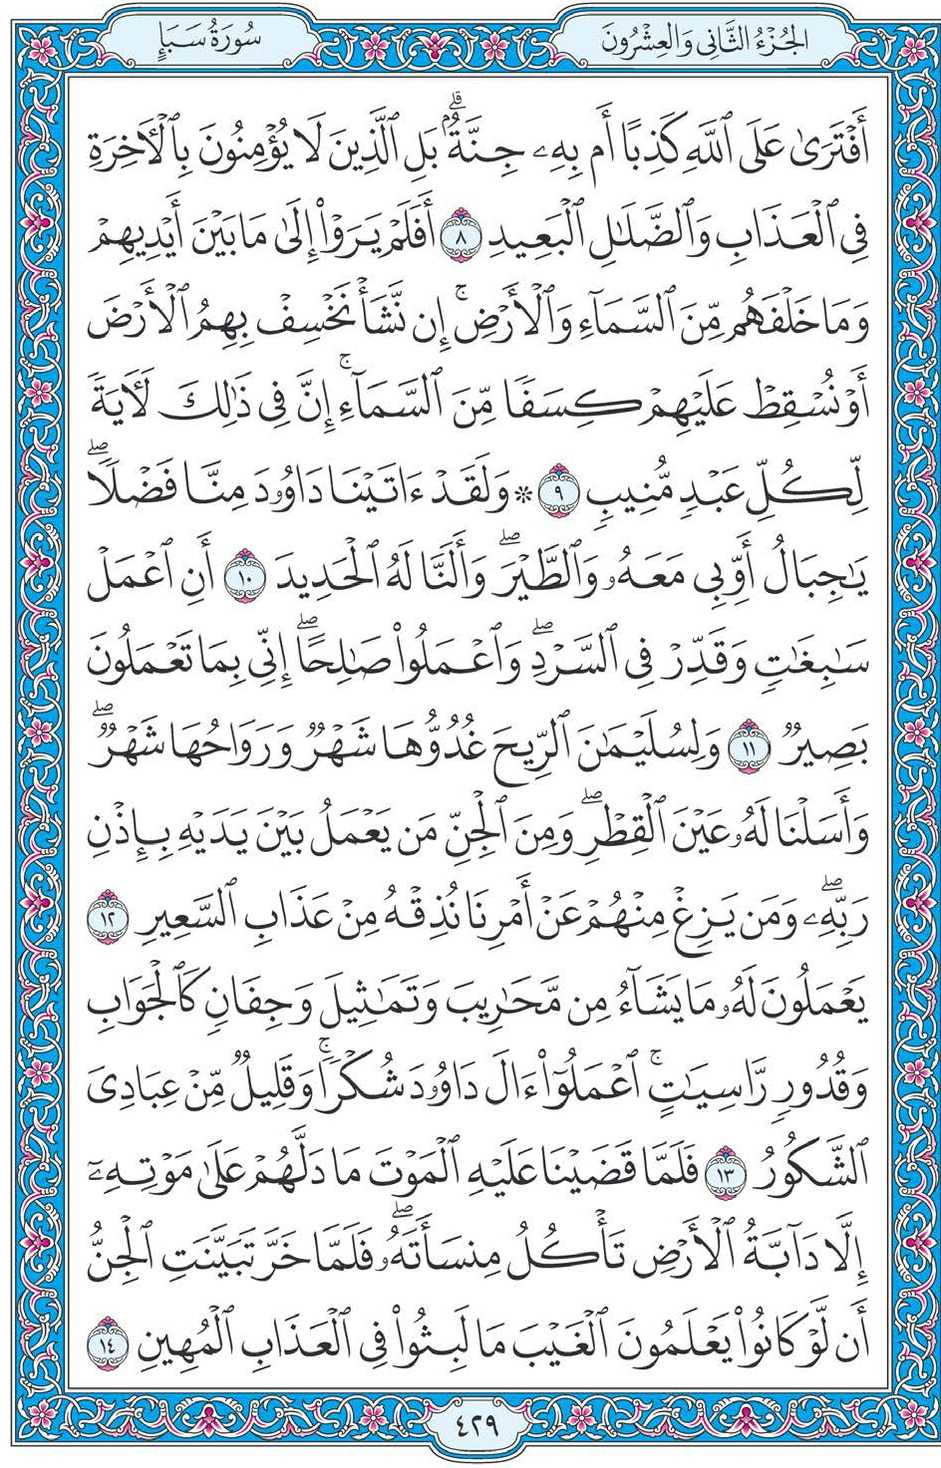 الجُزْءُ الثَّانِي وَالعِشْرُونَ
سُورَةُ سَبَإٍ
أَفْتَرَىٰ عَلَى ٱللَّهِ كَذِبًا أَم بِهِۦ جِنَّةُۢۗ بَلِ ٱلَّذِينَ لَا يُؤْمِنُونَ بِٱلْأَخِرَةِ
فِى ٱلْعَذَابِ وَٱلضَّلَٰلِ ٱلْبَعِيدِ ٨ أَفَلَمْ يَرَوْا۟ إِلَىٰ مَا بَيْنَ أَيْدِيهِمْ
وَمَا خَلْفَهُم مِّنَ ٱلسَّمَآءِ وَٱلْأَرْضِۚ إِن نَّشَأْ نَخْسِفْ بِهِمُ ٱلْأَرْضَ
أَوْ نُسْقِطْ عَلَيْهِمْ كِسَفًا مِّنَ ٱلسَّمَآءِۚ إِنَّ فِى ذَٰلِكَ لَأَيَةً
لِّكُلِّ عَبْدٍ مُّنِيبٍ ٩ ۞ وَلَقَدْ ءَاتَيْنَا دَاوُۥدَ مِنَّا فَضْلًاۖ
يَٰجِبَالُ أَوِّبِى مَعَهُۥ وَٱلطَّيْرَۖ وَأَلَنَّا لَهُ ٱلْحَدِيدَ ١٠ أَنِ ٱعْمَلْ
سَٰبِغَٰتٍ وَقَدِّرْ فِى ٱلسَّرْدِۖ وَٱعْمَلُوا۟ صَٰلِحًاۖ إِنِّى بِمَا تَعْمَلُونَ
بَصِيرٌ ١١ وَلِسُلَيْمَٰنَ ٱلرِّيحَ غُدُوُّهَا شَهْرٌ وَرَوَاحُهَا شَهْرٌۖ
وَأَسَلْنَا لَهُۥ عَيْنَ ٱلْقِطْرِۖ وَمِنَ ٱلْجِنِّ مَن يَعْمَلُ بَيْنَ يَدَيْهِ بِإِذْنِ
رَبِّهِۦۖ وَمَن يَزِغْ مِنْهُمْ عَنْ أَمْرِنَا نُذِقْهُ مِنْ عَذَابِ ٱلسَّعِيرِ ١٢
يَعْمَلُونَ لَهُۥ مَا يَشَآءُ مِن مَّحَٰرِيبَ وَتَمَٰثِيلَ وَجِفَانٍ كَٱلْجَوَابِ
وَقُدُورٍ رَّاسِيَٰتٍۚ ٱعْمَلُوٓا۟ ءَالَ دَاوُۥدَ شُكْرًاۚ وَقَلِيلٌ مِّنْ عِبَادِىَ
ٱلشَّكُورُ ١٣ فَلَمَّا قَضَيْنَا عَلَيْهِ ٱلْمَوْتَ مَا دَلَّهُمْ عَلَىٰ مَوْتِهِۦٓ
إِلَّا دَآبَّةُ ٱلْأَرْضِ تَأْكُلُ مِنسَأَتَهُۥۖ فَلَمَّا خَرَّ تَبَيَّنَتِ ٱلْجِنُّ
أَن لَّوْ كَانُوا۟ يَعْلَمُونَ ٱلْغَيْبَ مَا لَبِثُوا۟ فِى ٱلْعَذَابِ ٱلْمُهِينِ ١٤
٤٢٩